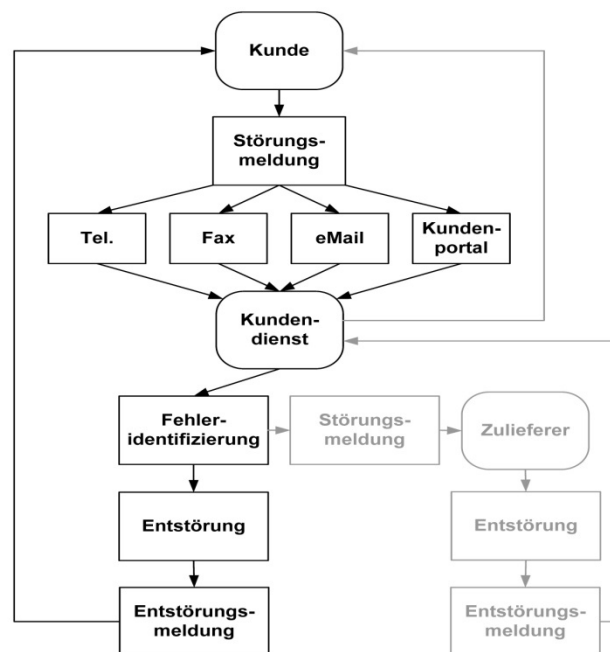 Kunde
Störungs-
meldung
Tel.
Fax
eMail
Kunden-
portal
Kunden-
dienst
Fehler-
identifizierung
Störungs-
meldung
Zulieferer
Entstörung
Entstörung
Entstörungs-
meldung
Entstörungs-
meldung